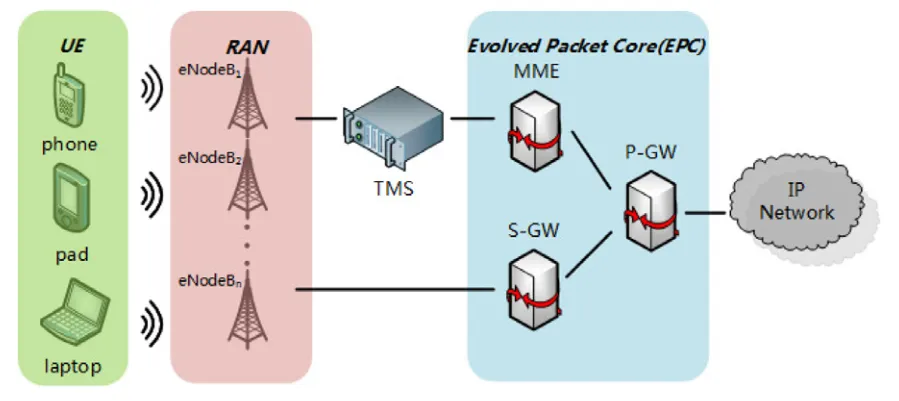 UE
phone
pad
laptop
RAN
eNodeB1
eNodeB2
eNodeBn
TMS
Evolved Packet Core(EPC)
MME
S-GW
P-GW
IP
Network